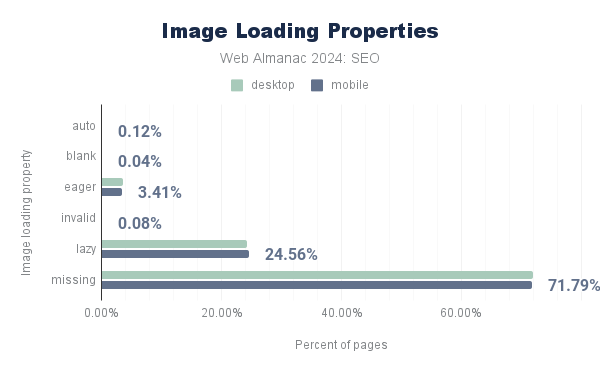 Image Loading Properties
Web Almanac 2024: SEO
desktop mobile
Image loading property
auto 0.12%
blank 0.04%
eager 3.41%
invalid 0.08%
lazy 24.56%
missing 71.79%
0.00% 20.00% 40.00% 60.00%
Percent of pages